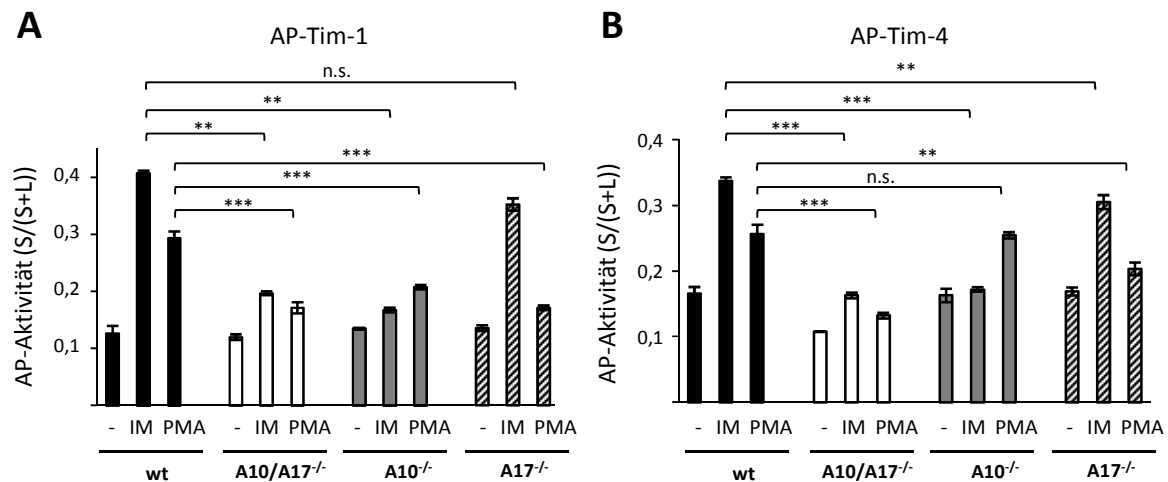 A
AP-Tim-1
n.s.
**
**
***
***
***
AP-Aktivität (S/(S+L))
0,4
0,3
0,2
0,1
- IM PMA - IM PMA - IM PMA - IM PMA
wt A10/A17-/- A10-/- A17-/-
B
AP-Tim-4
**
***
***
**
n.s.
***
AP-Aktivität (S/(S+L))
0,4
0,3
0,2
0,1
- IM PMA - IM PMA - IM PMA - IM PMA
wt A10/A17-/- A10-/- A17-/-